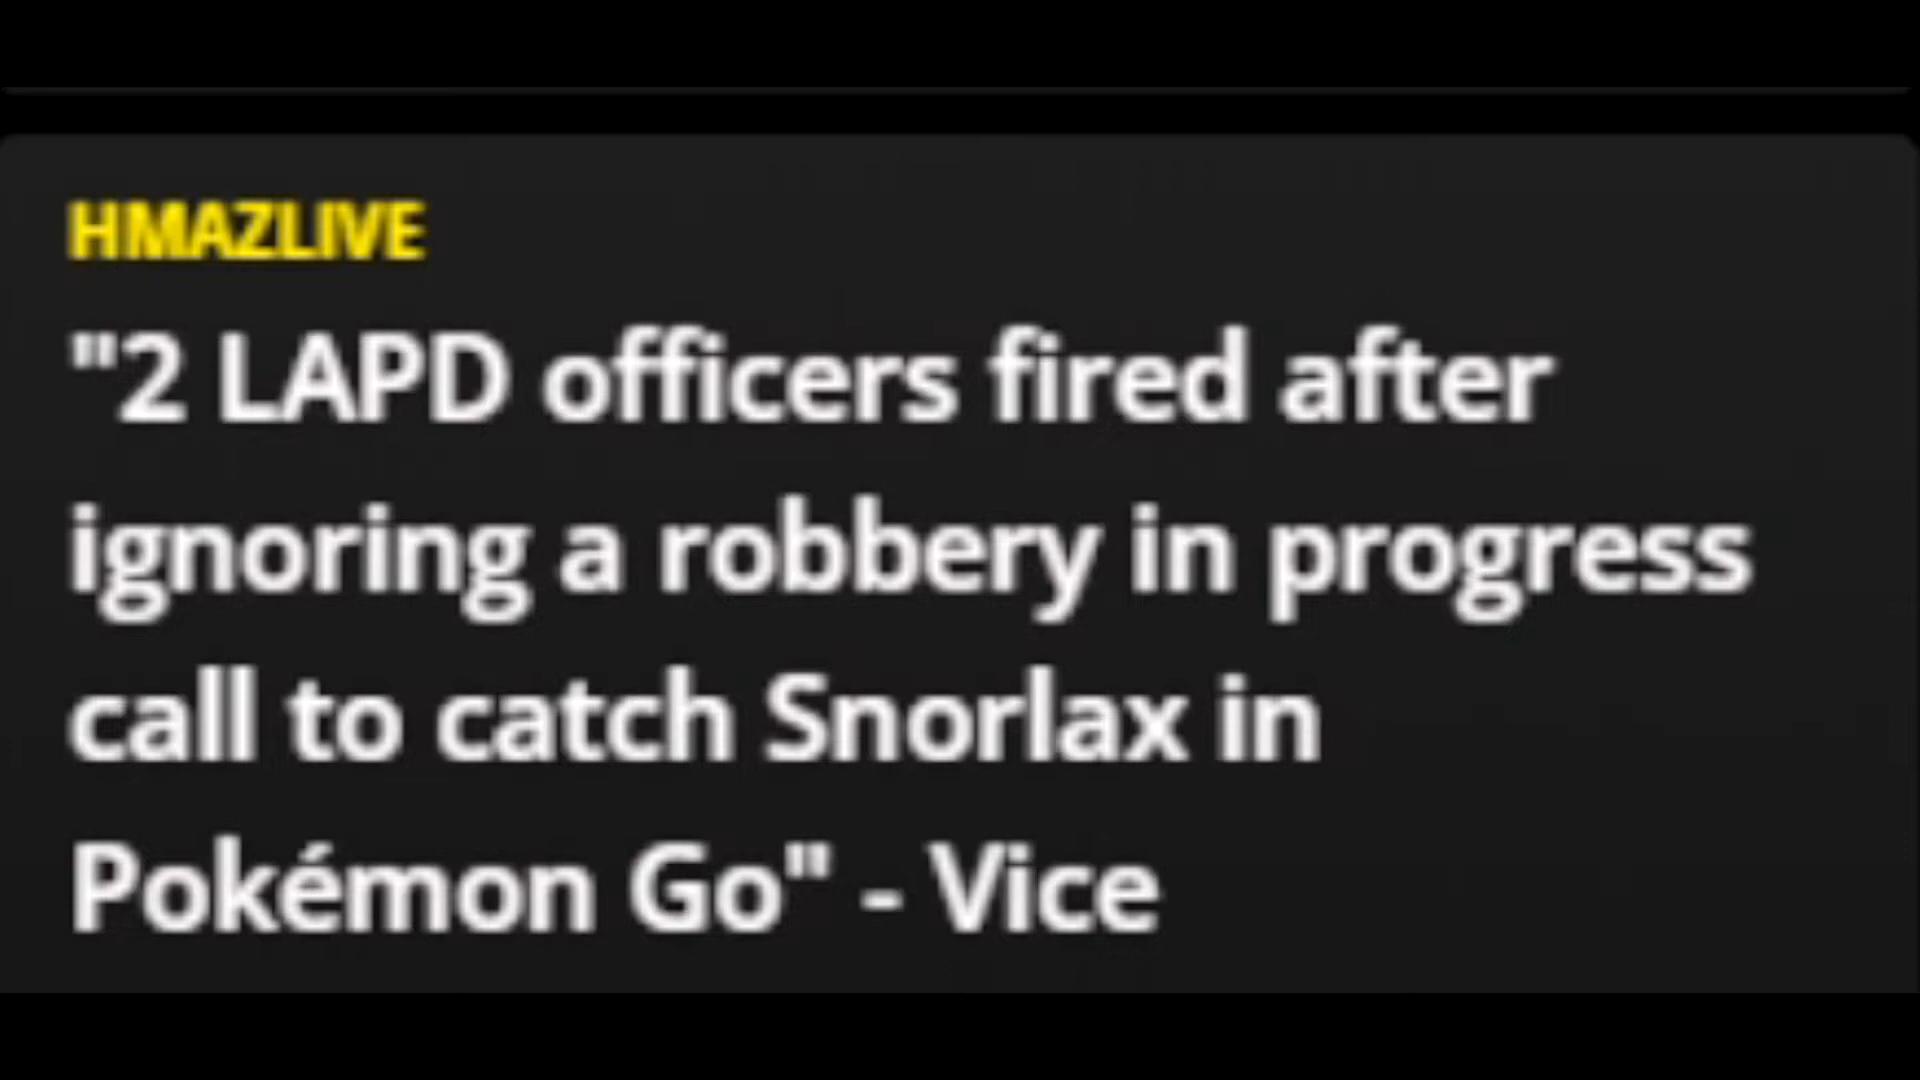 HMAZLIVE
"2 LAPD officers fired after
ignoring a robbery in progress
call to catch Snorlax in
Pokémon Go" - Vice